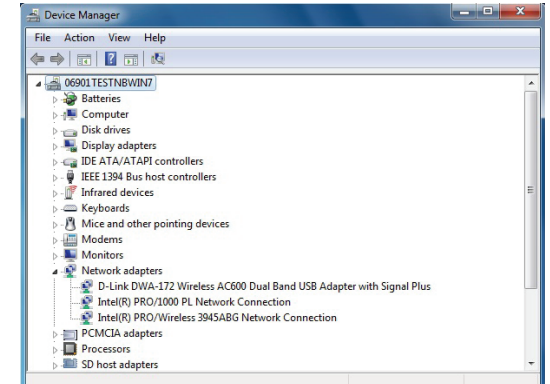 Device Manager
File Action View Help
06901TESTNBWIN7
Batteries
Computer
Disk drives
Display adapters
IDE ATA/ATAPI controllers
IEEE 1394 Bus host controllers
Infrared devices
Keyboards
Mice and other pointing devices
Modems
Monitors
Network adapters
D-Link DWA-172 Wireless AC600 Dual Band USB Adapter with Signal Plus
Intel(R) PRO/1000 PL Network Connection
Intel(R) PRO/Wireless 3945ABG Network Connection
PCMCIA adapters
Processors
SD host adapters